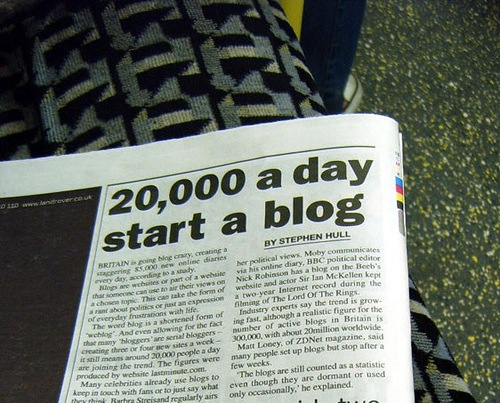 0 110 www.landrover.co.uk
20,000 a day
start a blog
BY STEPHEN HULL
BRITAIN is going blog crazy, creating a
staggering 85,000 new online diaries
every day, according to a study.
Blogs are websites or part of a website
that someone can use to air their views on
a chosen topic. This can take the form of
a rant about politics or just an expression
of everyday frustrations with life.
The word blog is a shortened form of
'weblog'. And even allowing for the fact
that many 'bloggers' are serial bloggers –
creating three or four new sites a week –
it still means around 20,000 people a day
are joining the trend. The figures were
produced by website lastminute.com.
Many celebrities already use blogs to
keep in touch with fans or to just say what
they think. Barbra Streisand regularly airs
her political views, Moby communicates
via his online diary, BBC political editor
Nick Robinson has a blog on the Beeb's
website and actor Sir Ian McKellen kept
a two-year Internet record during the
filming of The Lord Of The Rings.
Industry experts say the trend is grow-
ing fast, although a realistic figure for the
number of active blogs in Britain is
300,000, with about 20million worldwide.
Matt Loney, of ZDNet magazine, said
many people set up blogs but stop after a
few weeks.
'The blogs are still counted as a statistic
even though they are dormant or used
only occasionally,' he explained.